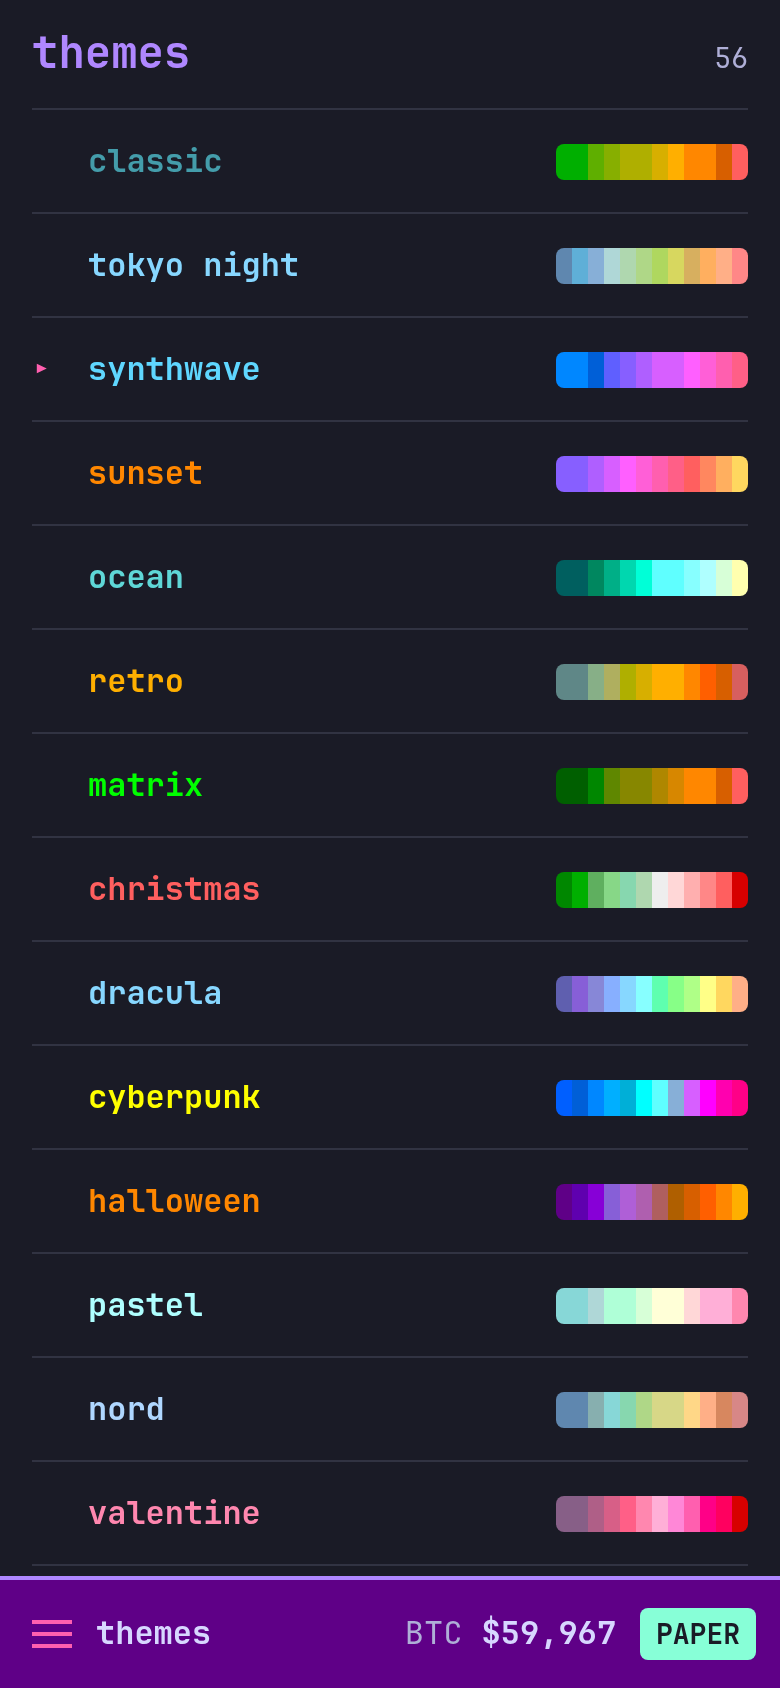 themes 56
classic
tokyo night
▸ synthwave
sunset
ocean
retro
matrix
christmas
dracula
cyberpunk
halloween
pastel
nord
valentine
themes BTC $59,967 PAPER